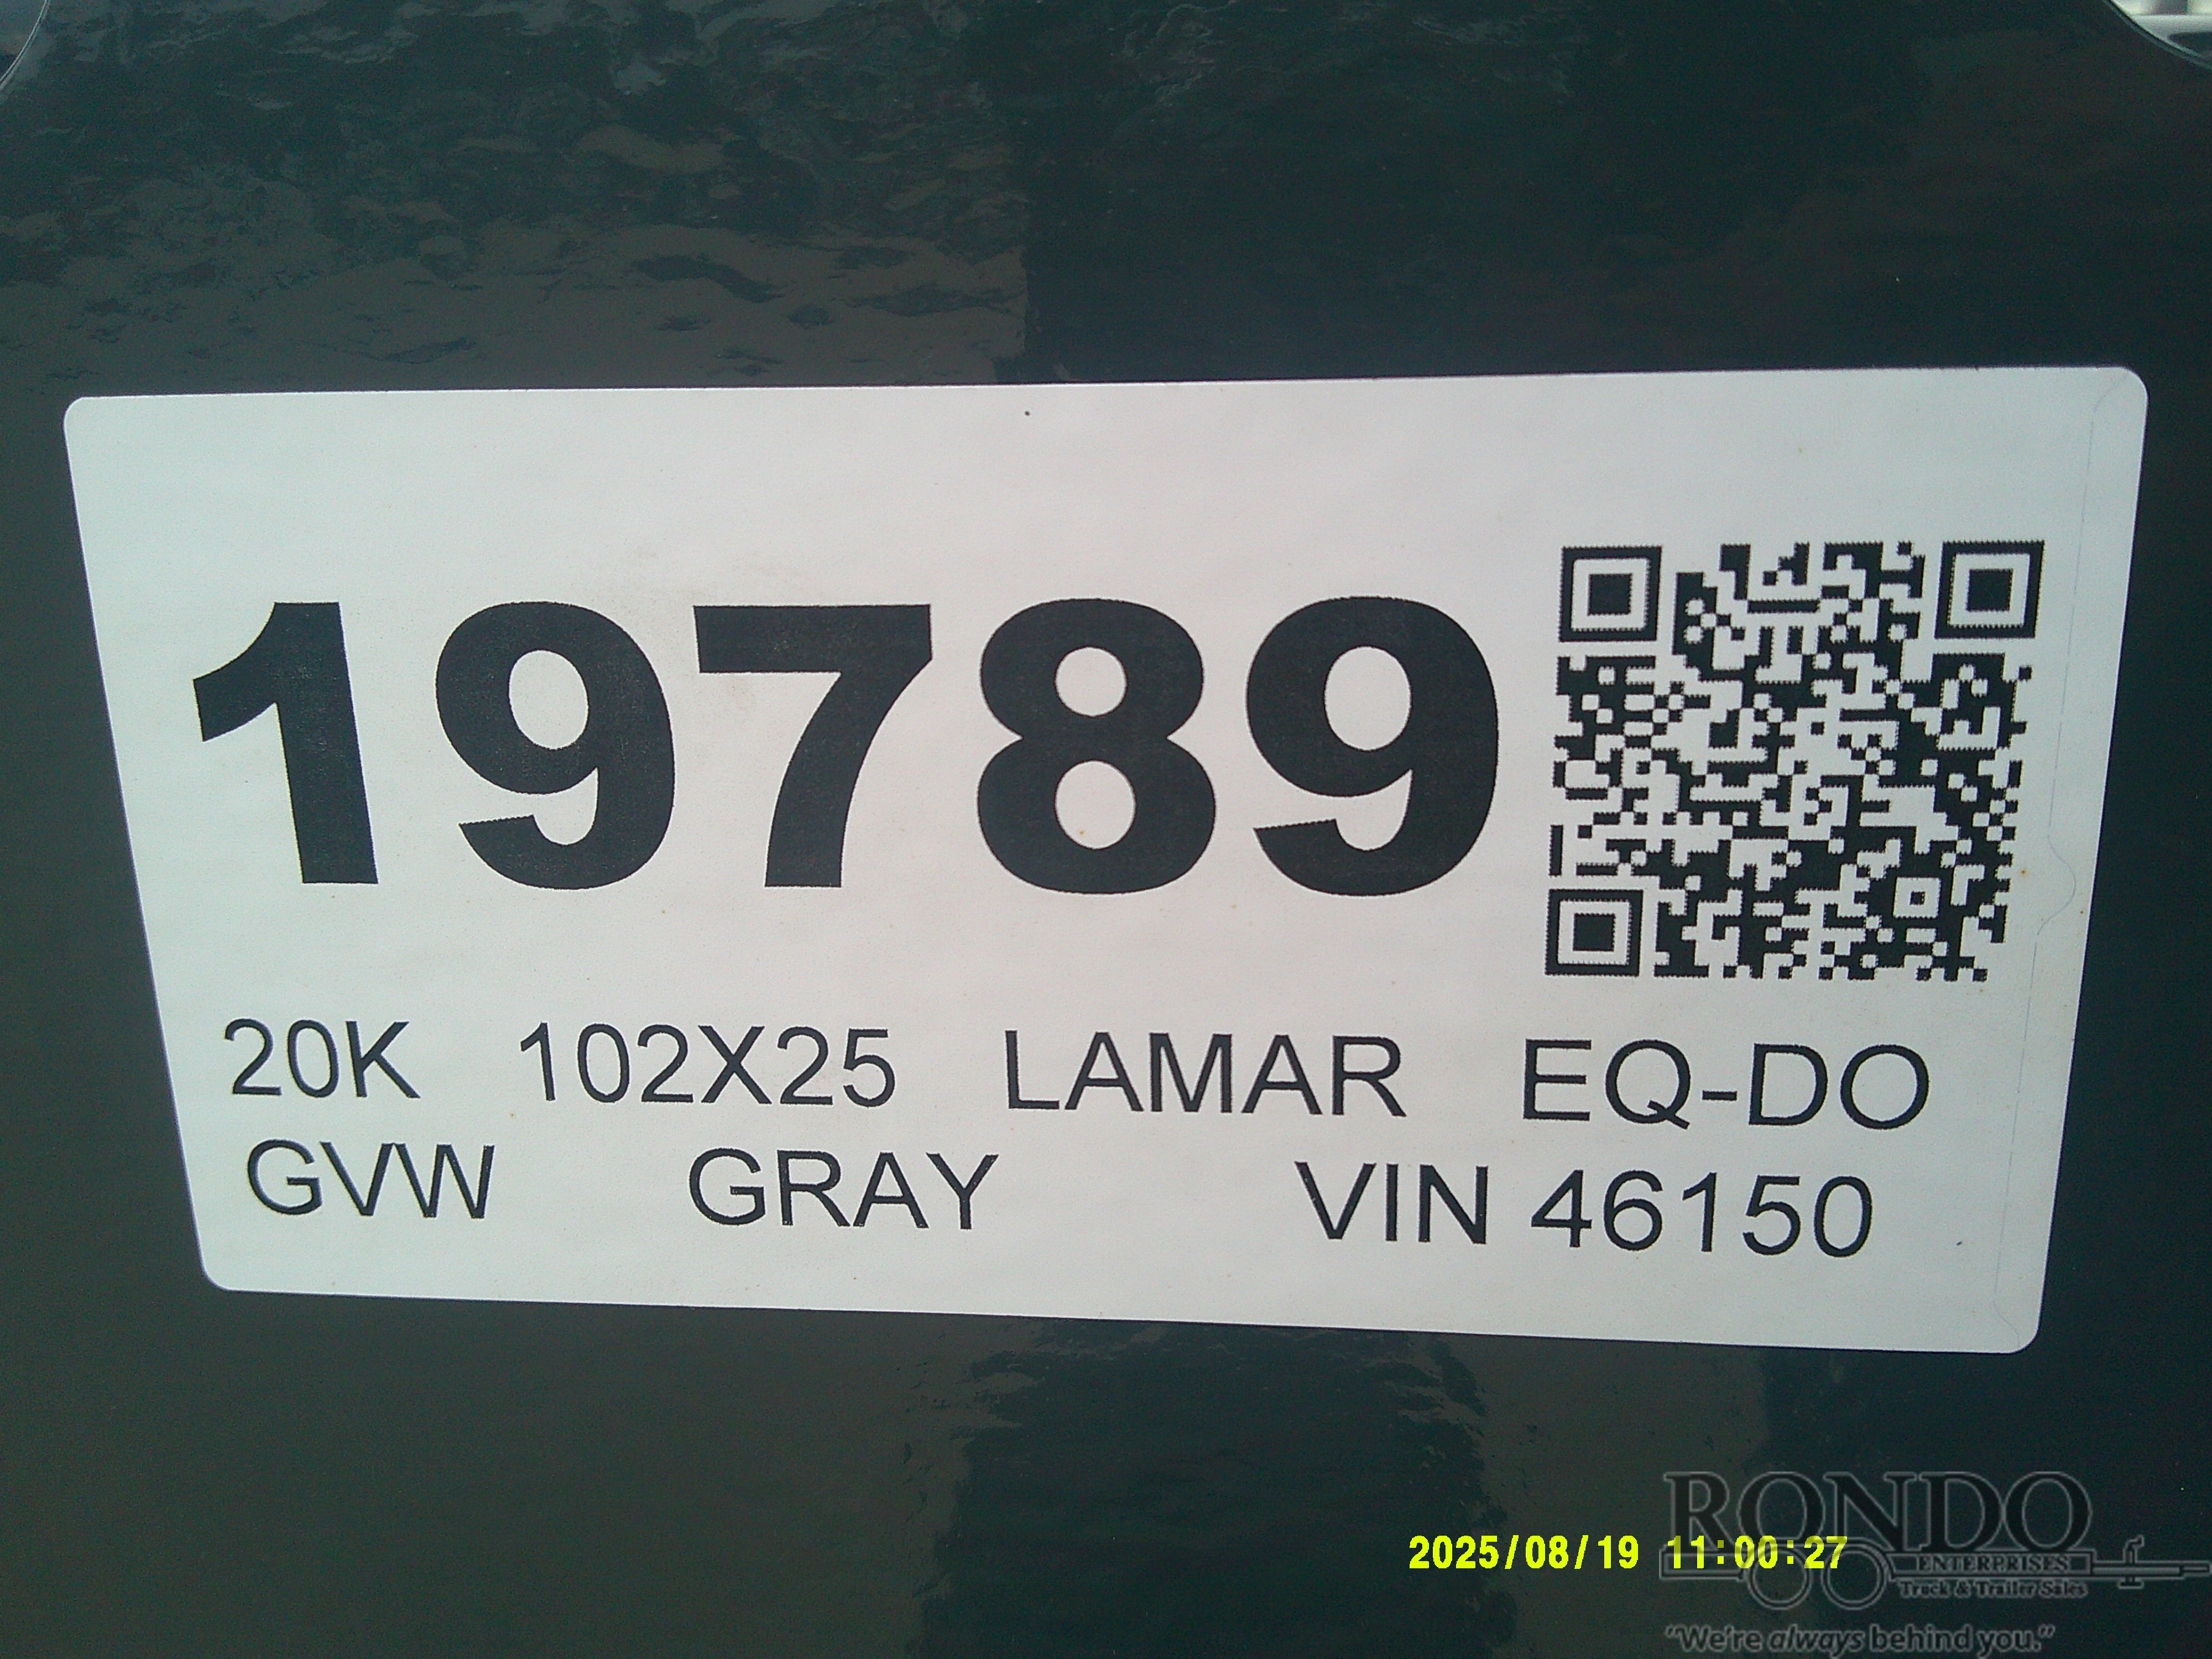 19789
20K 102X25 LAMAR EQ-DO
GVW GRAY VIN 46150
2025/08/19 11:00:27
RONDO
ENTERPRISES
Truck & Trailer Sales
"We're always behind you."